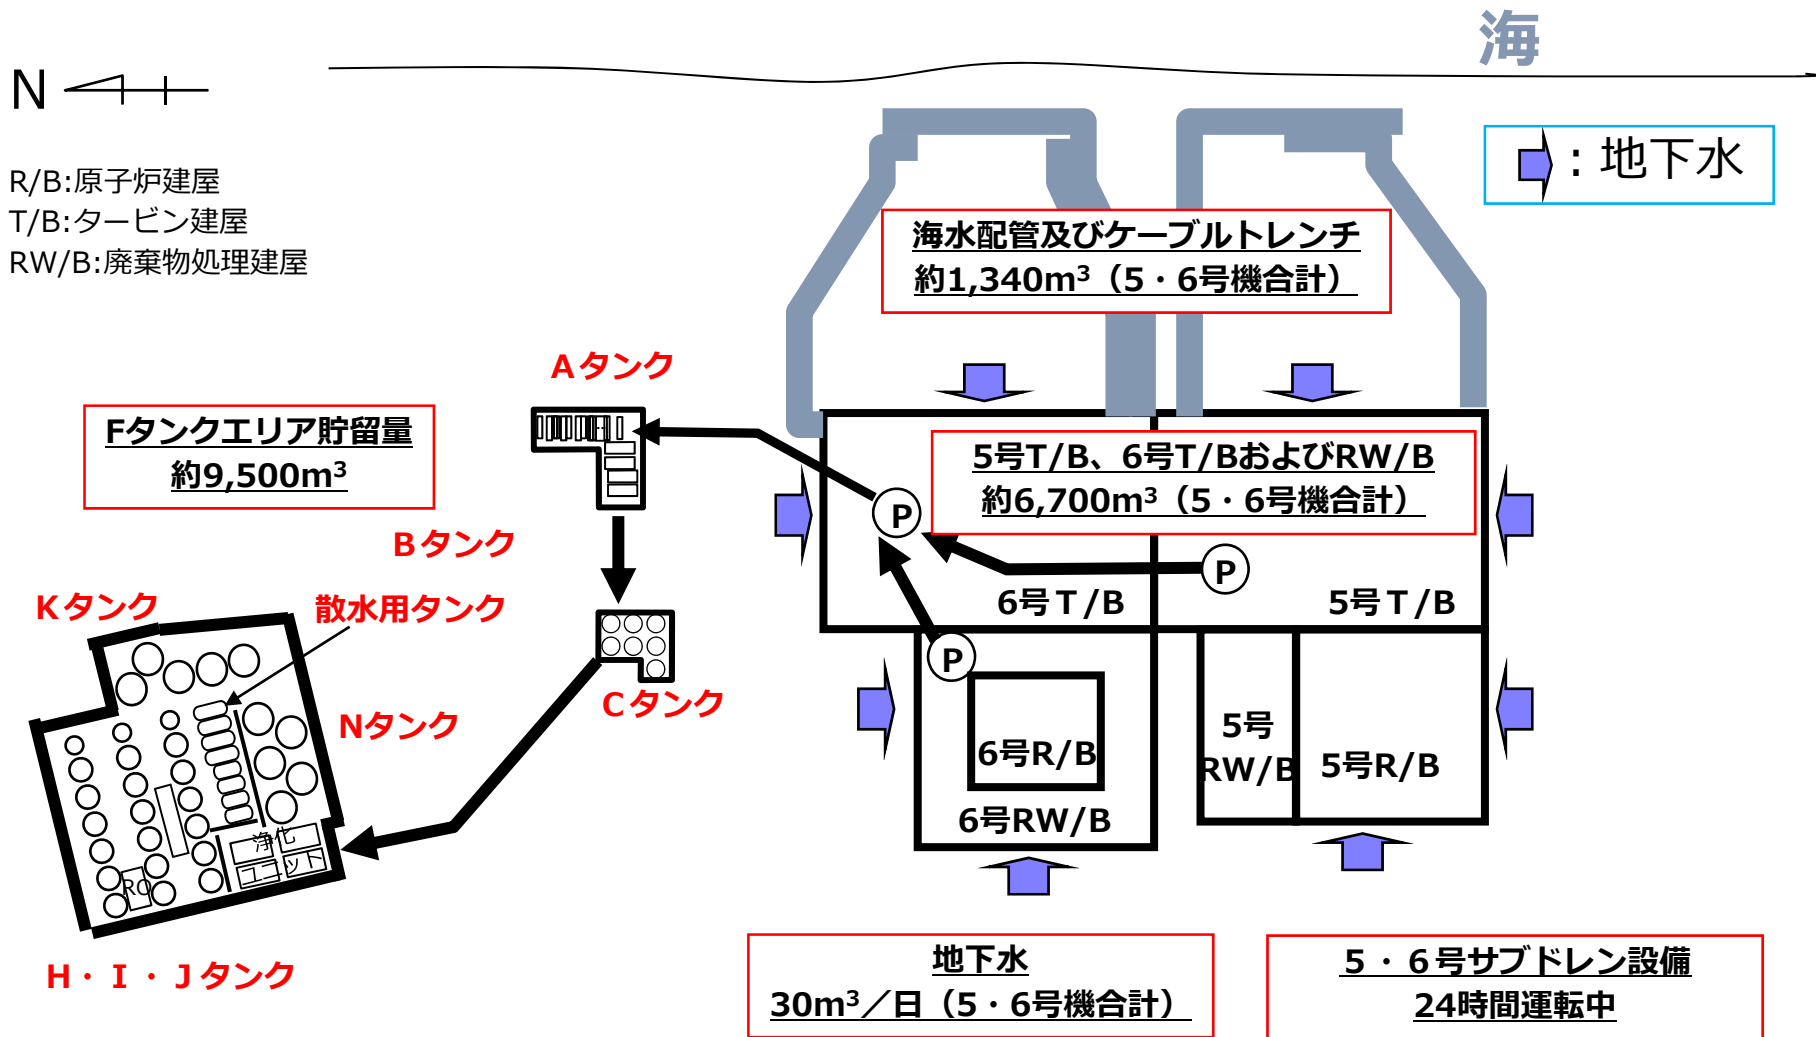 海
N
R/B:原子炉建屋
T/B:タービン建屋
RW/B:廃棄物処理建屋
：地下水
海水配管及びケーブルトレンチ
約1,340m³（5・6号機合計）
Aタンク
Fタンクエリア貯留量
約9,500m³
5号T/B、6号T/BおよびRW/B
約6,700m³（5・6号機合計）
P
Bタンク
P
6号T/B
5号T/B
Kタンク
散水用タンク
P
Cタンク
Nタンク
5号
RW/B
6号R/B
5号R/B
6号RW/B
浄化
ユニット
RO
H・I・Jタンク
地下水
30m³／日（5・6号機合計）
5・6号サブドレン設備
24時間運転中